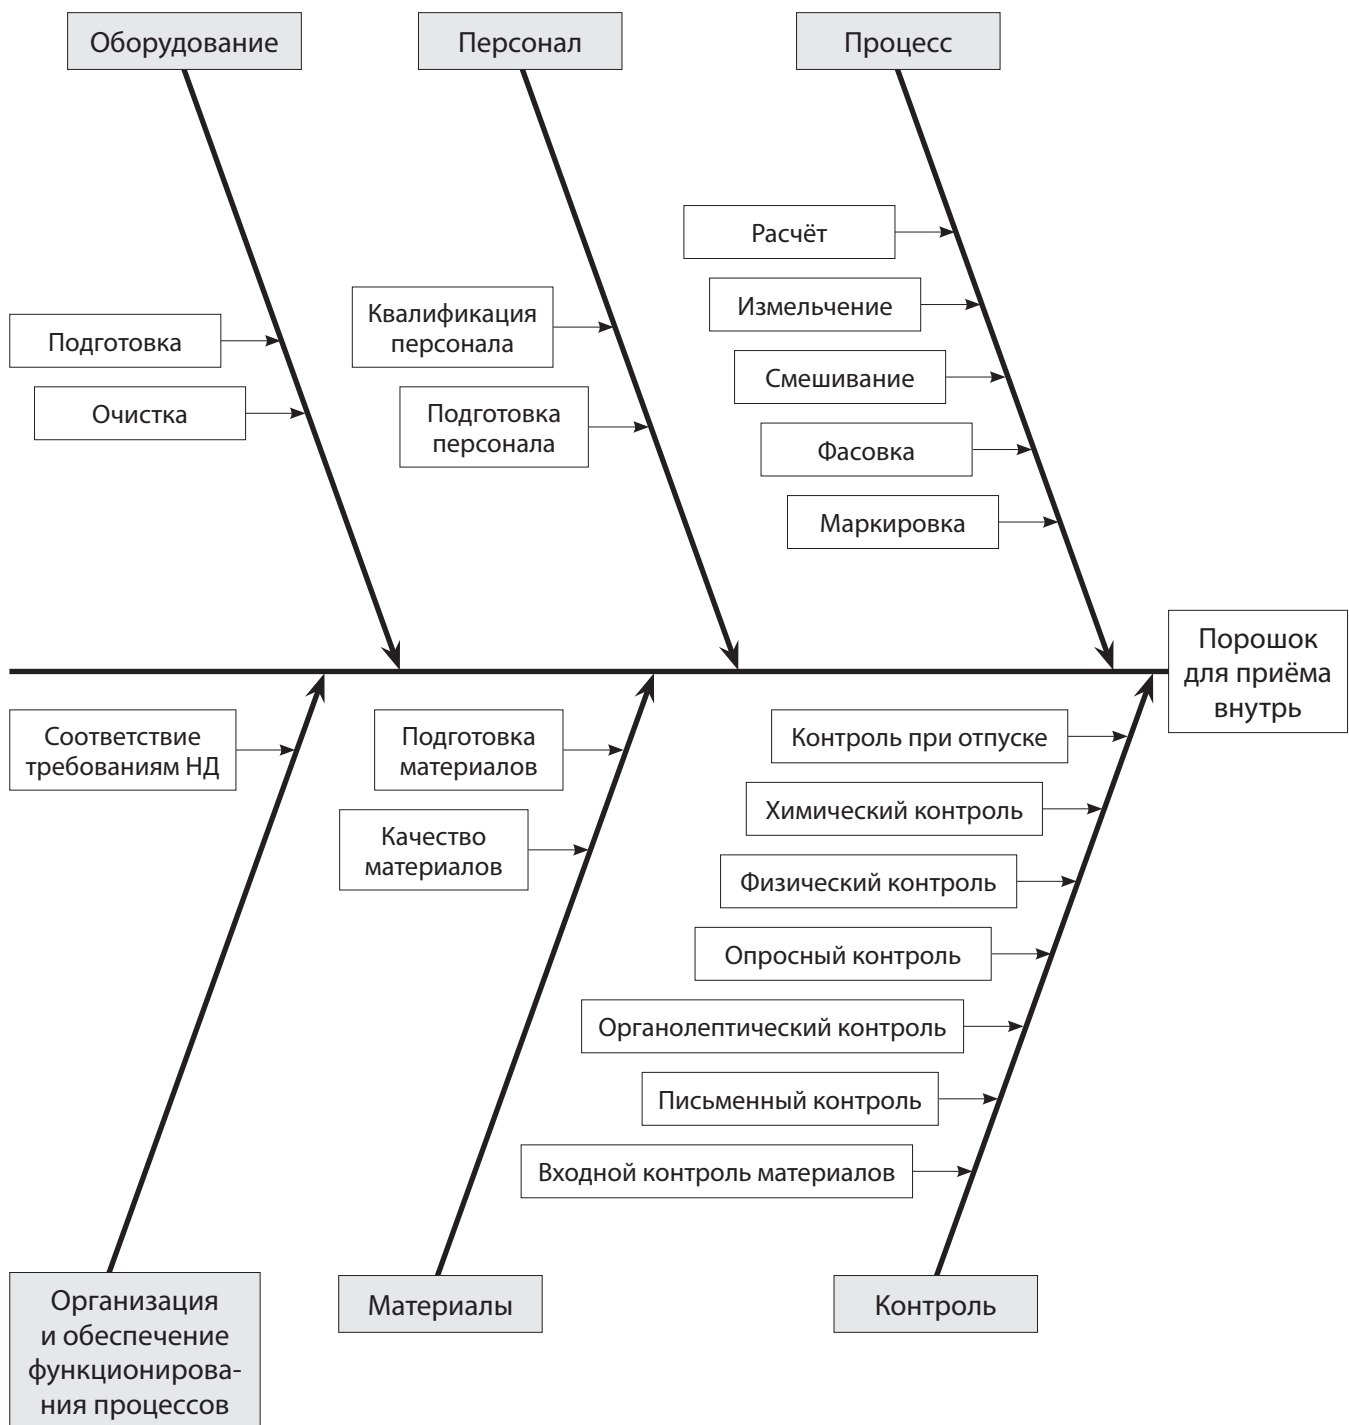 Оборудование
Персонал
Процесс
Расчёт
Измельчение
Смешивание
Фасовка
Маркировка
Квалификация
персонала
Подготовка
персонала
Подготовка
Очистка
Порошок
для приёма
внутрь
Соответствие
требованиям НД
Подготовка
материалов
Качество
материалов
Контроль при отпуске
Химический контроль
Физический контроль
Опросный контроль
Органолептический контроль
Письменный контроль
Входной контроль материалов
Организация
и обеспечение
функционирова-
ния процессов
Материалы
Контроль